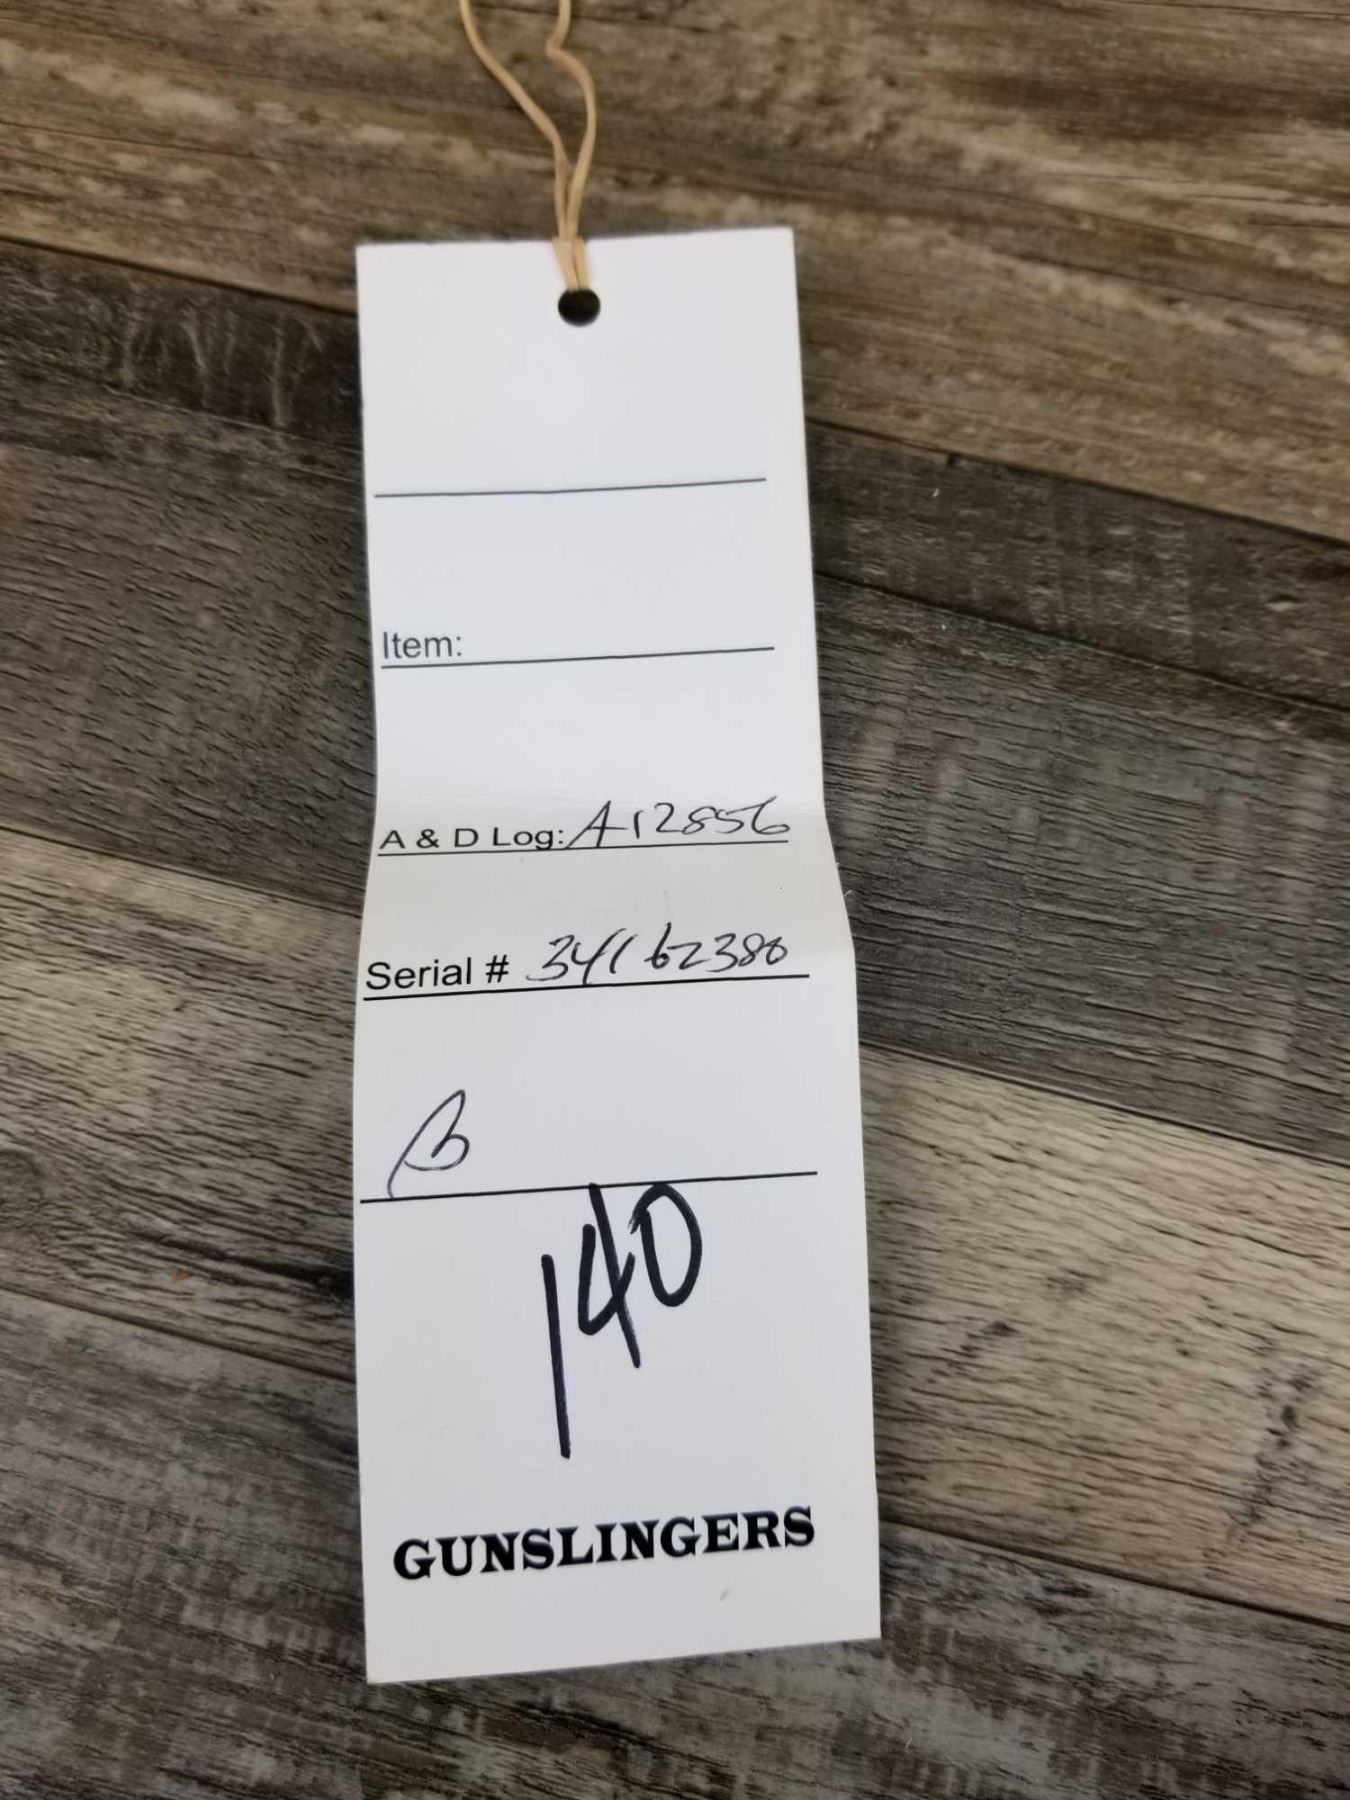 Item:
A & D Log: A12856
Serial # 34162380
B
140
GUNSLINGERS